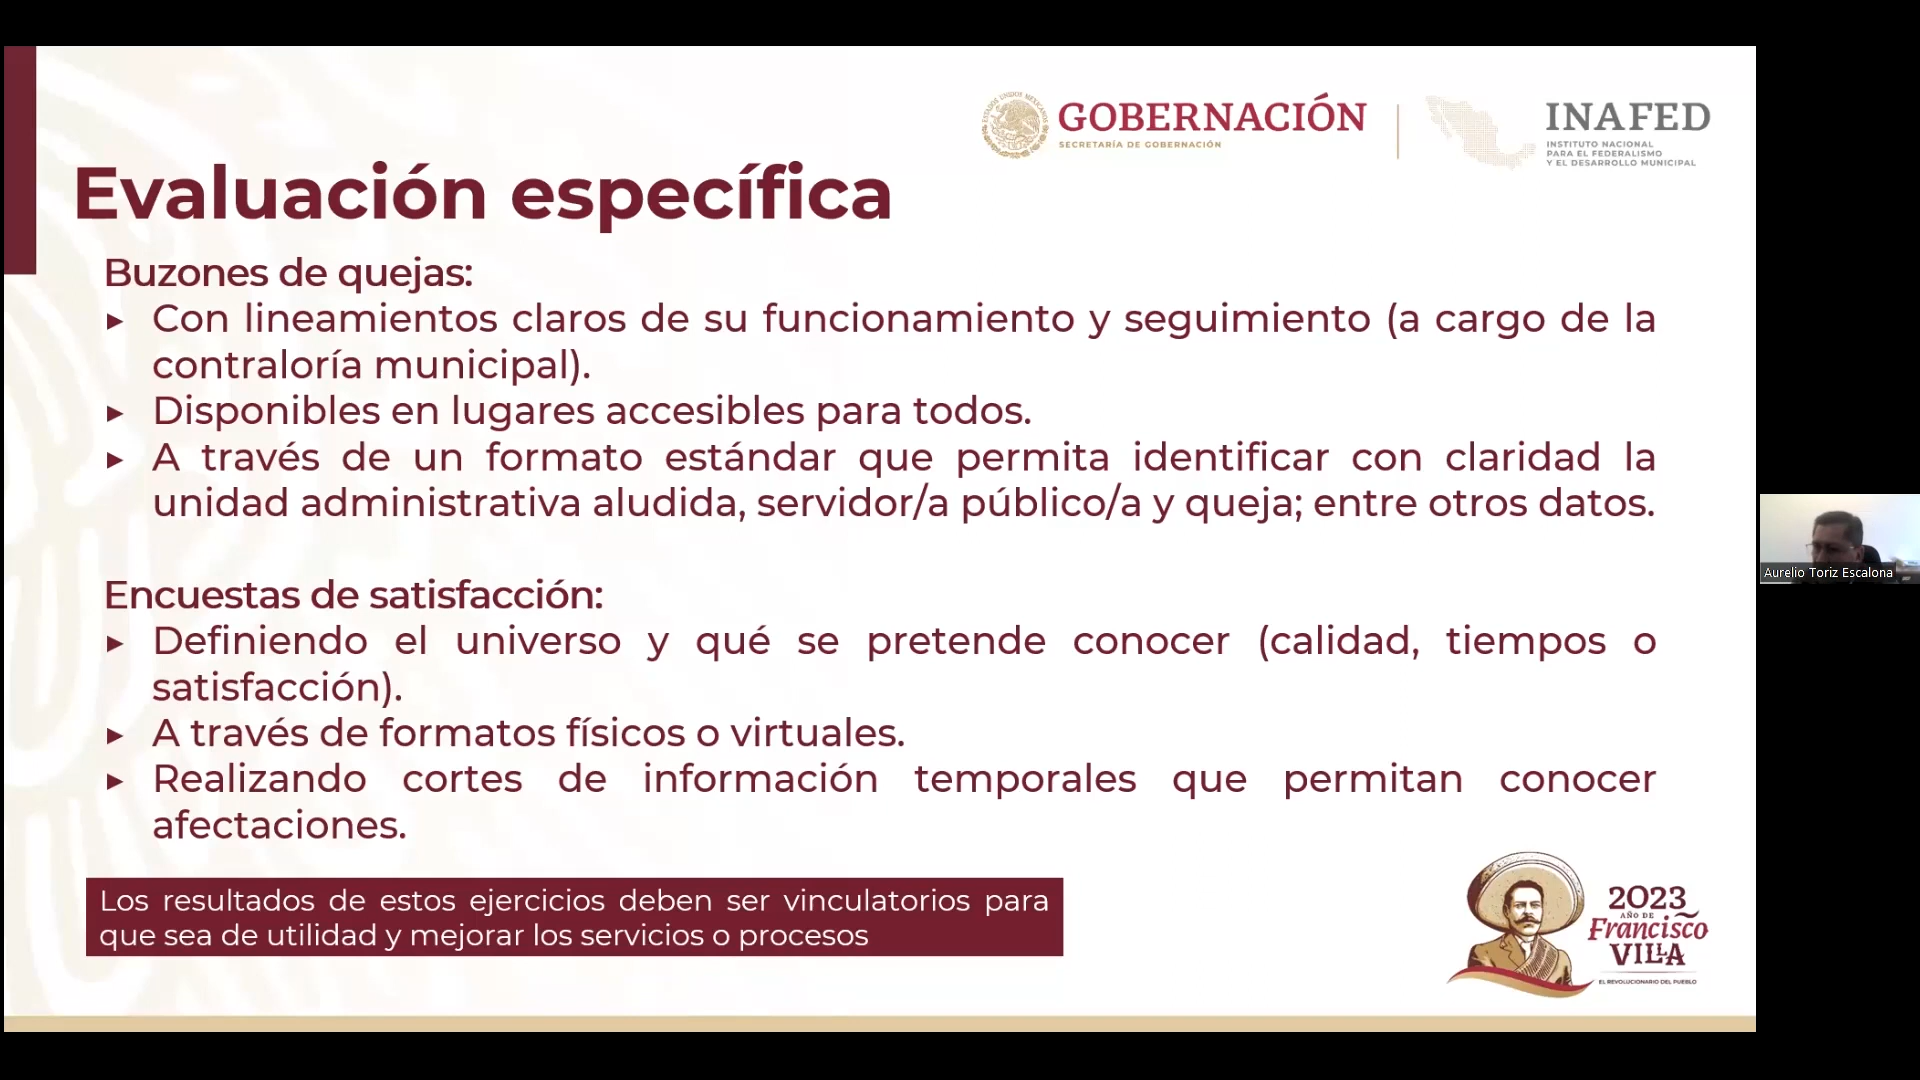 GOBERNACIÓN
SECRETARÍA DE GOBERNACIÓN
INAFED
INSTITUTO NACIONAL
PARA EL FEDERALISMO
Y EL DESARROLLO MUNICIPAL
Evaluación específica
Buzones de quejas:
▸ Con lineamientos claros de su funcionamiento y seguimiento (a cargo de la
contraloría municipal).
▸ Disponibles en lugares accesibles para todos.
▸ A través de un formato estándar que permita identificar con claridad la
unidad administrativa aludida, servidor/a público/a y queja; entre otros datos.
Encuestas de satisfacción:
▸ Definiendo el universo y qué se pretende conocer (calidad, tiempos o
satisfacción).
▸ A través de formatos físicos o virtuales.
▸ Realizando cortes de información temporales que permitan conocer
afectaciones.
Los resultados de estos ejercicios deben ser vinculatorios para
que sea de utilidad y mejorar los servicios o procesos
2023
AÑO DE
Francisco
VILLA
EL REVOLUCIONARIO DEL PUEBLO
Aurelio Toriz Escalona